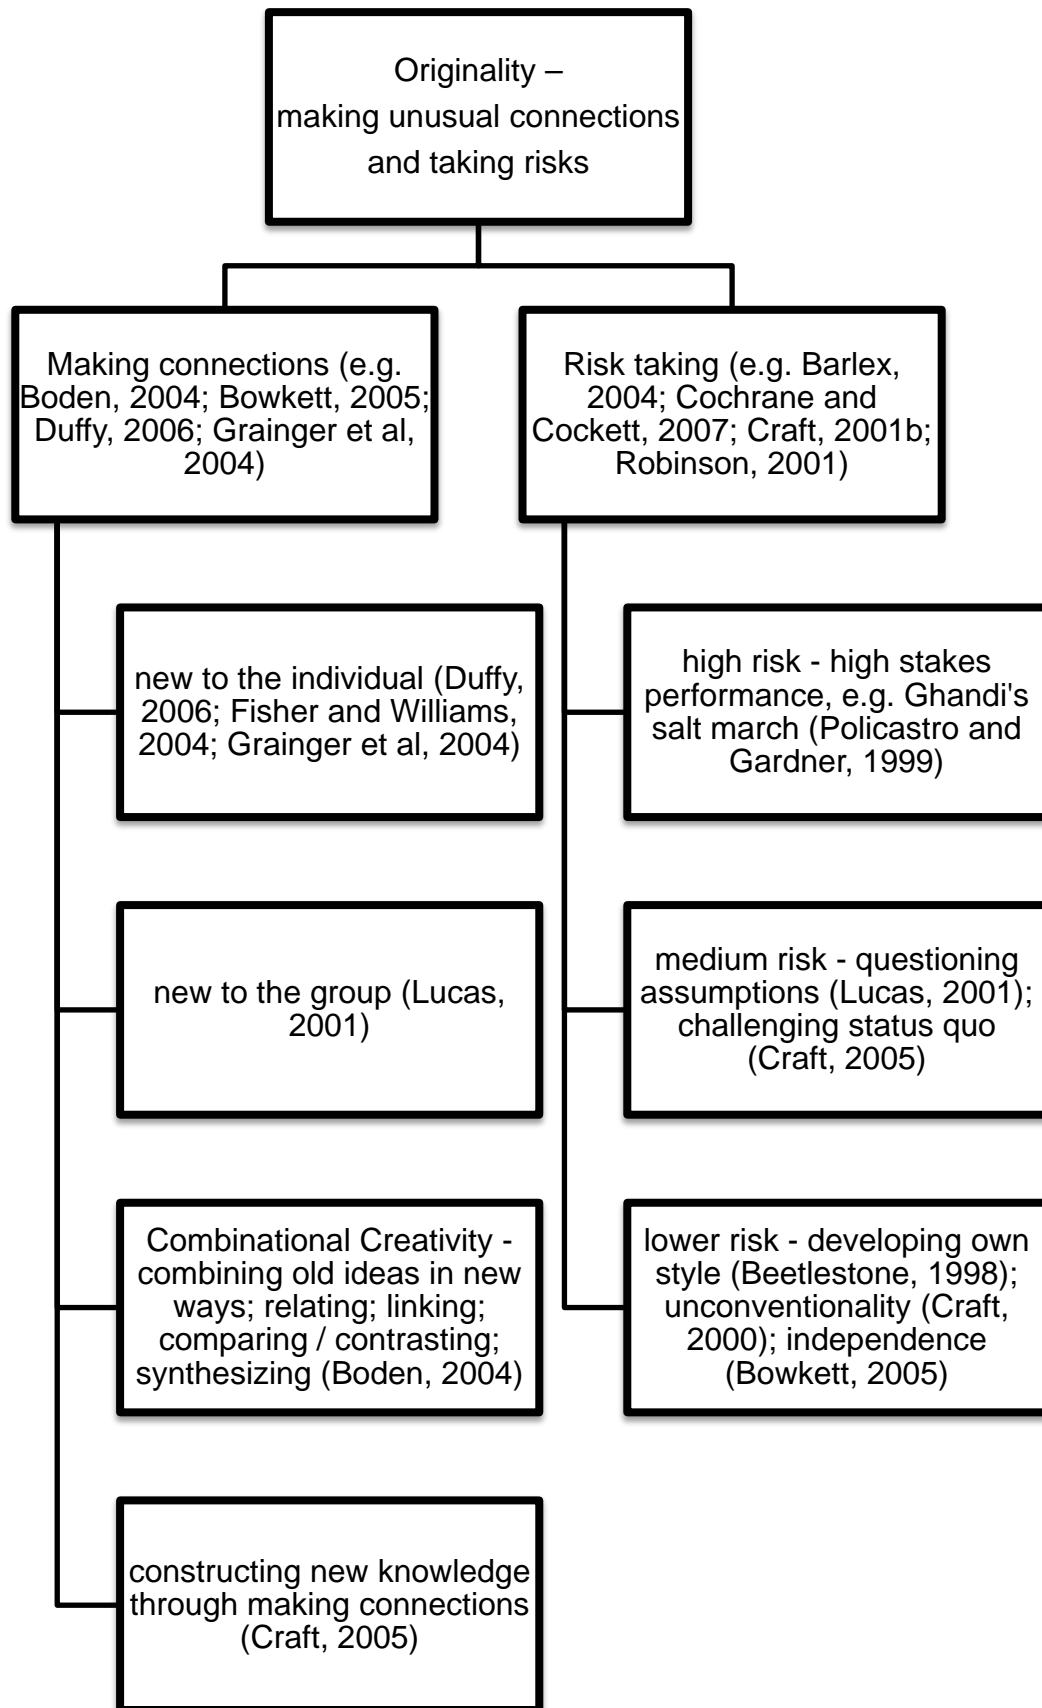 Originality –
making unusual connections
and taking risks
Making connections (e.g.
Boden, 2004; Bowkett, 2005;
Duffy, 2006; Grainger et al,
2004)
Risk taking (e.g. Barlex,
2004; Cochrane and
Cockett, 2007; Craft, 2001b;
Robinson, 2001)
new to the individual (Duffy,
2006; Fisher and Williams,
2004; Grainger et al, 2004)
high risk - high stakes
performance, e.g. Ghandi's
salt march (Policastro and
Gardner, 1999)
new to the group (Lucas,
2001)
medium risk - questioning
assumptions (Lucas, 2001);
challenging status quo
(Craft, 2005)
Combinational Creativity -
combining old ideas in new
ways; relating; linking;
comparing / contrasting;
synthesizing (Boden, 2004)
lower risk - developing own
style (Beetlestone, 1998);
unconventionality (Craft,
2000); independence
(Bowkett, 2005)
constructing new knowledge
through making connections
(Craft, 2005)